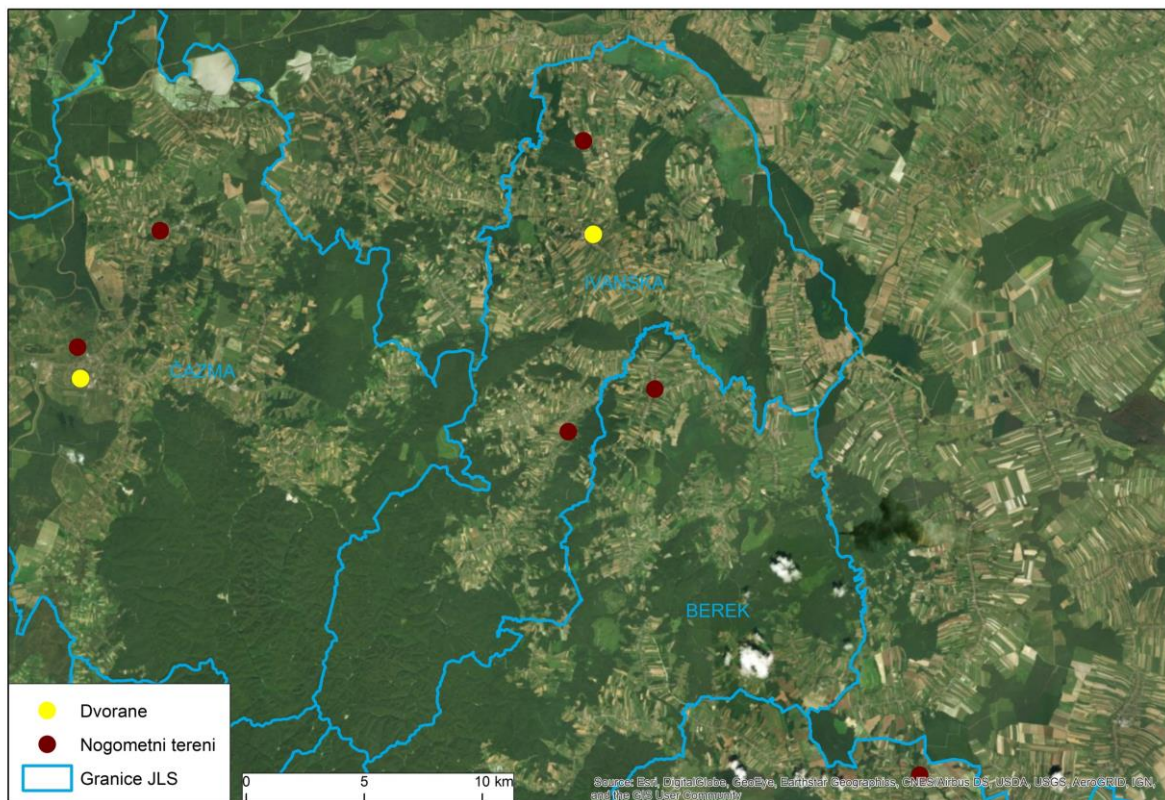 IVANSKA
ČAZMA
BEREK
Dvorane
Nogometni tereni
Granice JLS
0 5 10 km
Source: Esri, DigitalGlobe, GeoEye, Earthstar Geographics, CNES/Airbus DS, USDA, USGS, AeroGRID, IGN,
and the GIS User Community